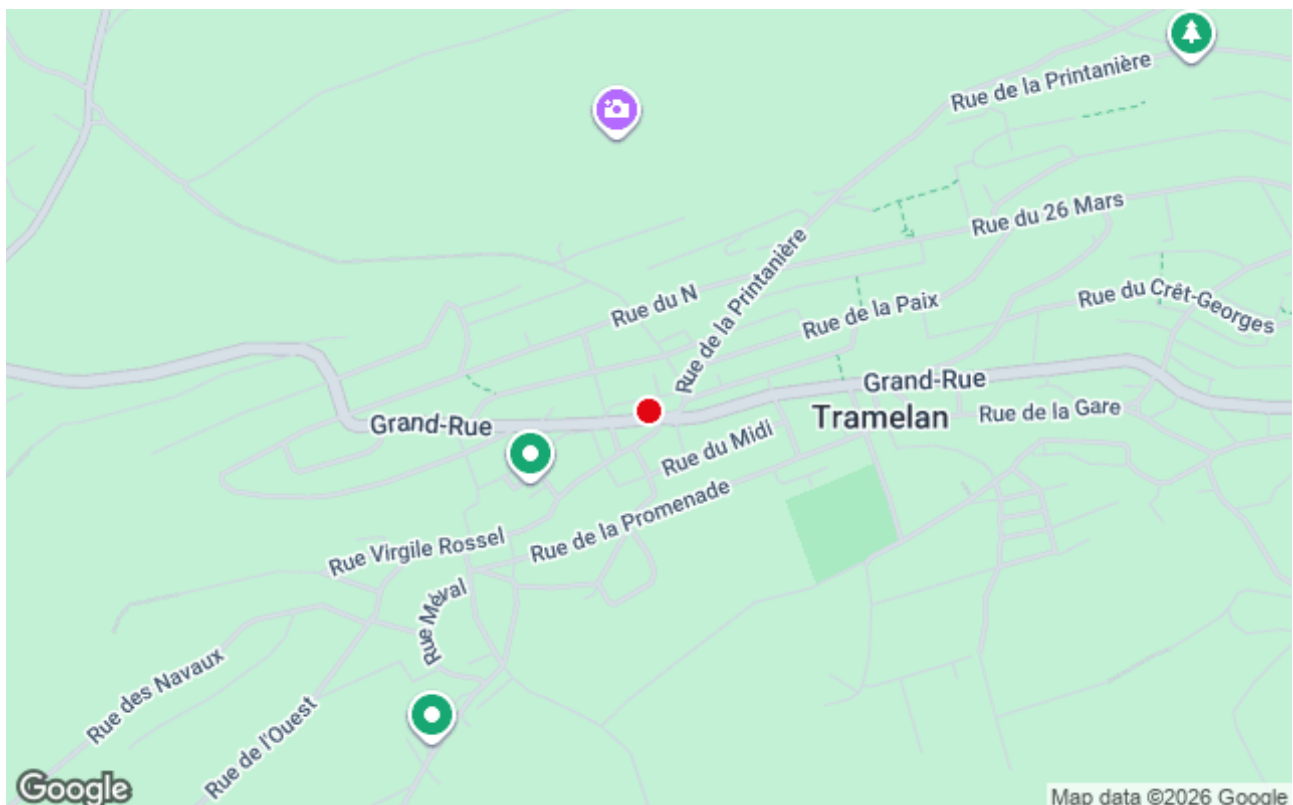 Rue de la Printanière
Rue du 26 Mars
Rue de la Printanière
Rue du N
Rue de la Paix
Rue du Crêt-Georges
Grand-Rue
Grand-Rue
Tramelan
Rue de la Gare
Rue du Midi
Rue de la Promenade
Rue Virgile Rossel
Rue Méval
Rue des Navaux
Rue de l'Ouest
Google
Map data ©2026 Google